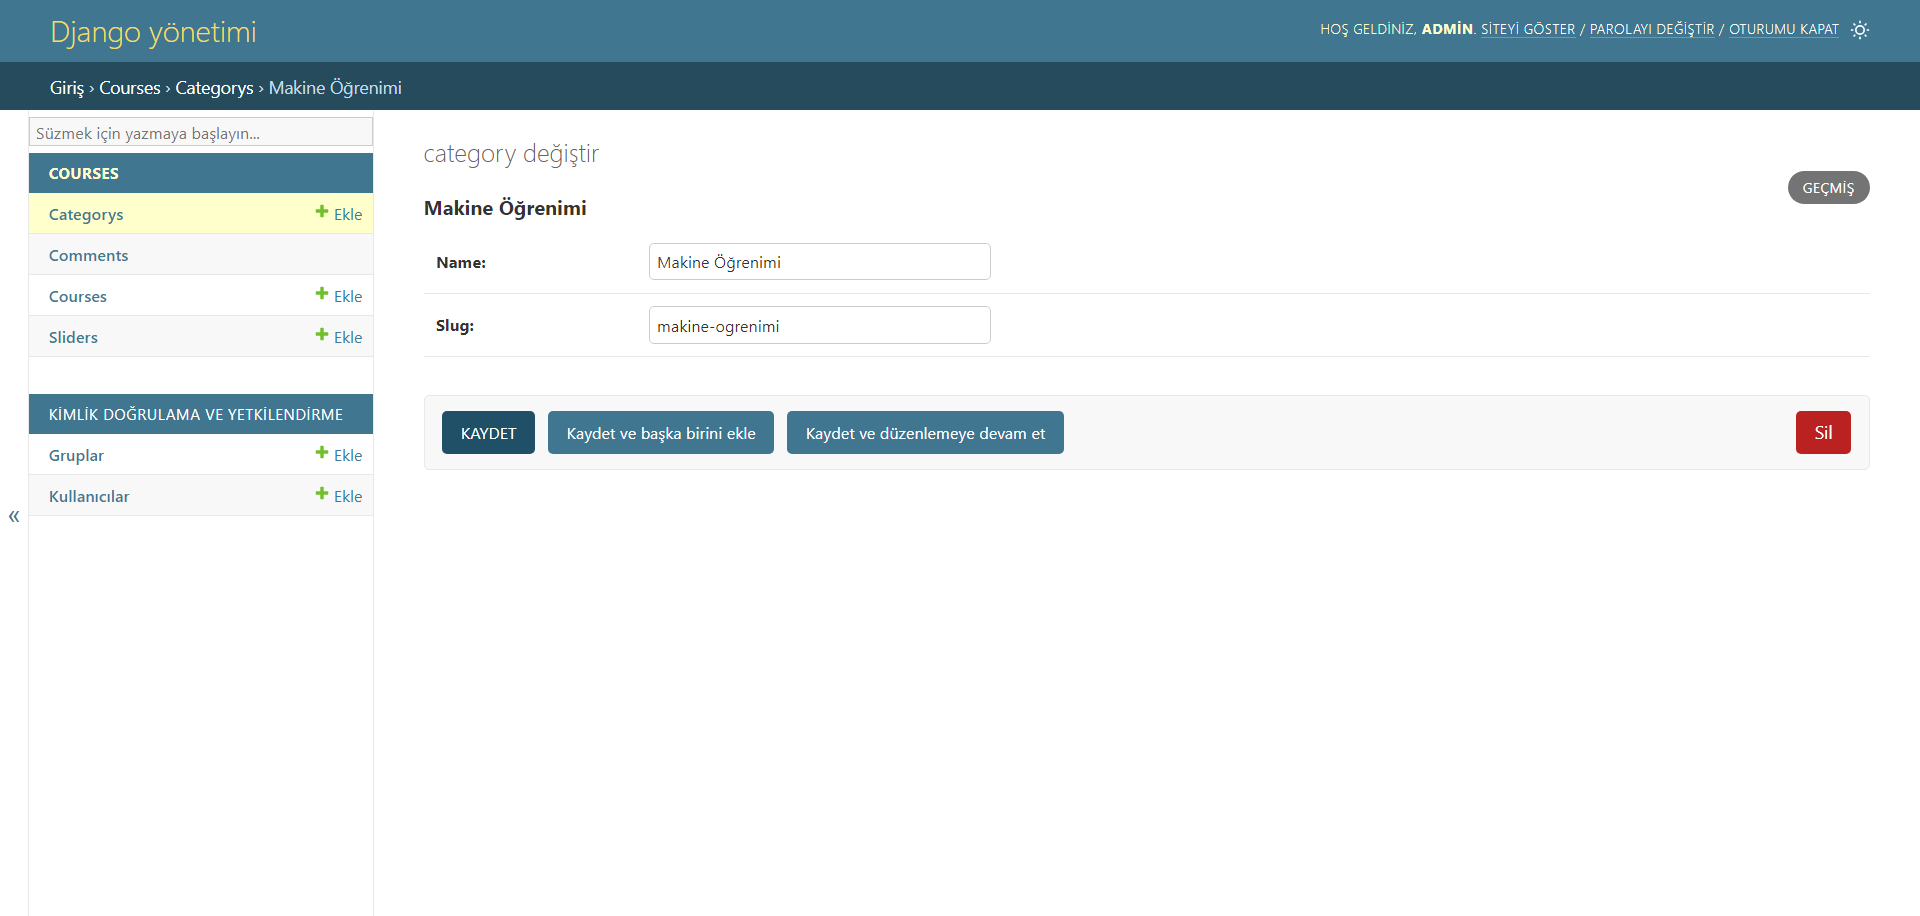 Django yönetimi
HOŞ GELDİNİZ, ADMIN. SİTEYİ GÖSTER / PAROLAYI DEĞİŞTİR / OTURUMU KAPAT
Giriş › Courses › Categorys › Makine Öğrenimi
Süzmek için yazmaya başlayın...
COURSES
Categorys Ekle
Comments
Courses Ekle
Sliders Ekle
KİMLİK DOĞRULAMA VE YETKİLENDİRME
Gruplar Ekle
Kullanıcılar Ekle
«
category değiştir
GEÇMİŞ
Makine Öğrenimi
Name: Makine Öğrenimi
Slug: makine-ogrenimi
KAYDET Kaydet ve başka birini ekle Kaydet ve düzenlemeye devam et Sil